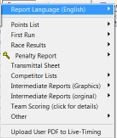 Report Language (English)
Points List
First Run
Race Results
Penalty Report
Transmittal Sheet
Competitor Lists
Intermediate Reports (Graphics)
Intermediate Reports (orginal)
Team Scoring (click for details)
Other
Upload User PDF to Live-Timing